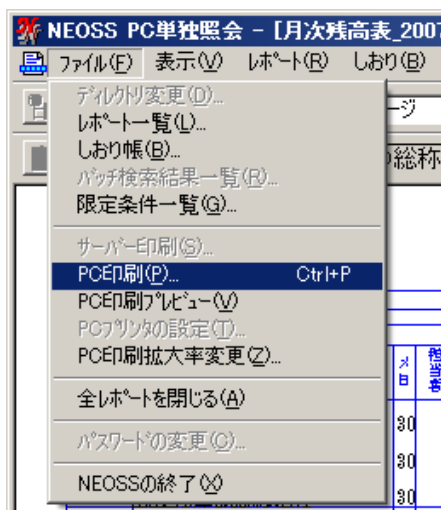 NEOSS PC単独照会 - [月次残高表_2007
ファイル(F) 表示(V) レポート(R) しおり(B)
ディレクトリ変更(D)...
レポート一覧(L)...
しおり帳(B)...
バッチ検索結果一覧(R)...
限定条件一覧(G)...
サーバー印刷(S)...
PC印刷(P)... Ctrl+P
PC印刷プレビュー(V)
PCプリンタの設定(T)...
PC印刷拡大率変更(Z)...
全レポートを閉じる(A)
パスワードの変更(C)...
NEOSSの終了(X)
ージ
総称
メ日
担当者
30
30
30